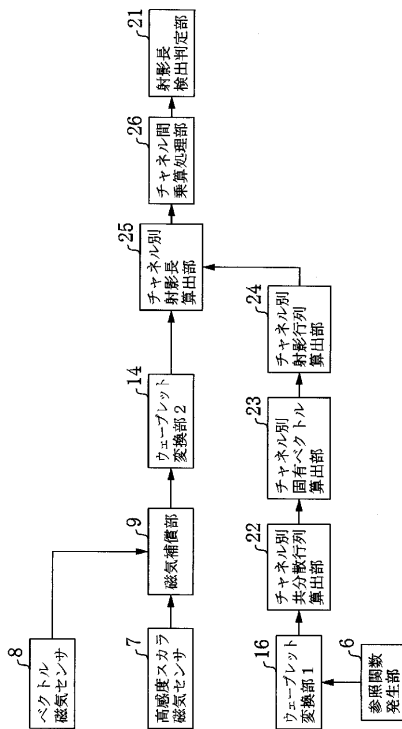 8
ベクトル
磁気センサ
7
高感度スカラ
磁気センサ
9
磁気補償部
14
ウェーブレット
変換部2
25
チャネル別
射影長
算出部
26
チャネル間
乗算処理部
21
射影長
検出判定部
6
参照関数
発生部
16
ウェーブレット
変換部1
22
チャネル別
共分散行列
算出部
23
チャネル別
固有ベクトル
算出部
24
チャネル別
射影行列
算出部